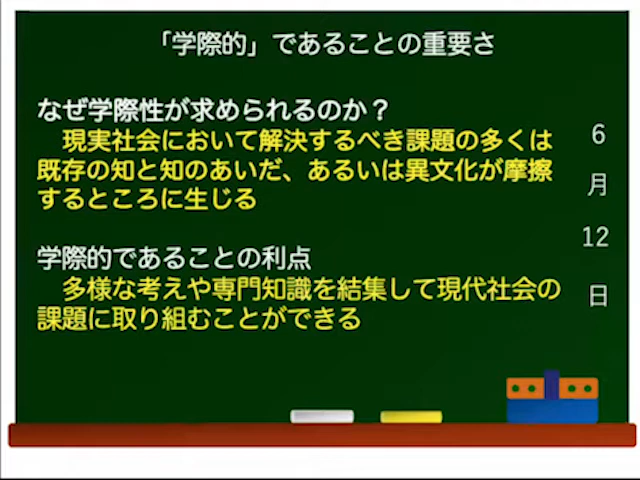 「学際的」であることの重要さ
なぜ学際性が求められるのか？
現実社会において解決するべき課題の多くは
既存の知と知のあいだ、あるいは異文化が摩擦
するところに生じる
学際的であることの利点
多様な考えや専門知識を結集して現代社会の
課題に取り組むことができる
6
月
12
日